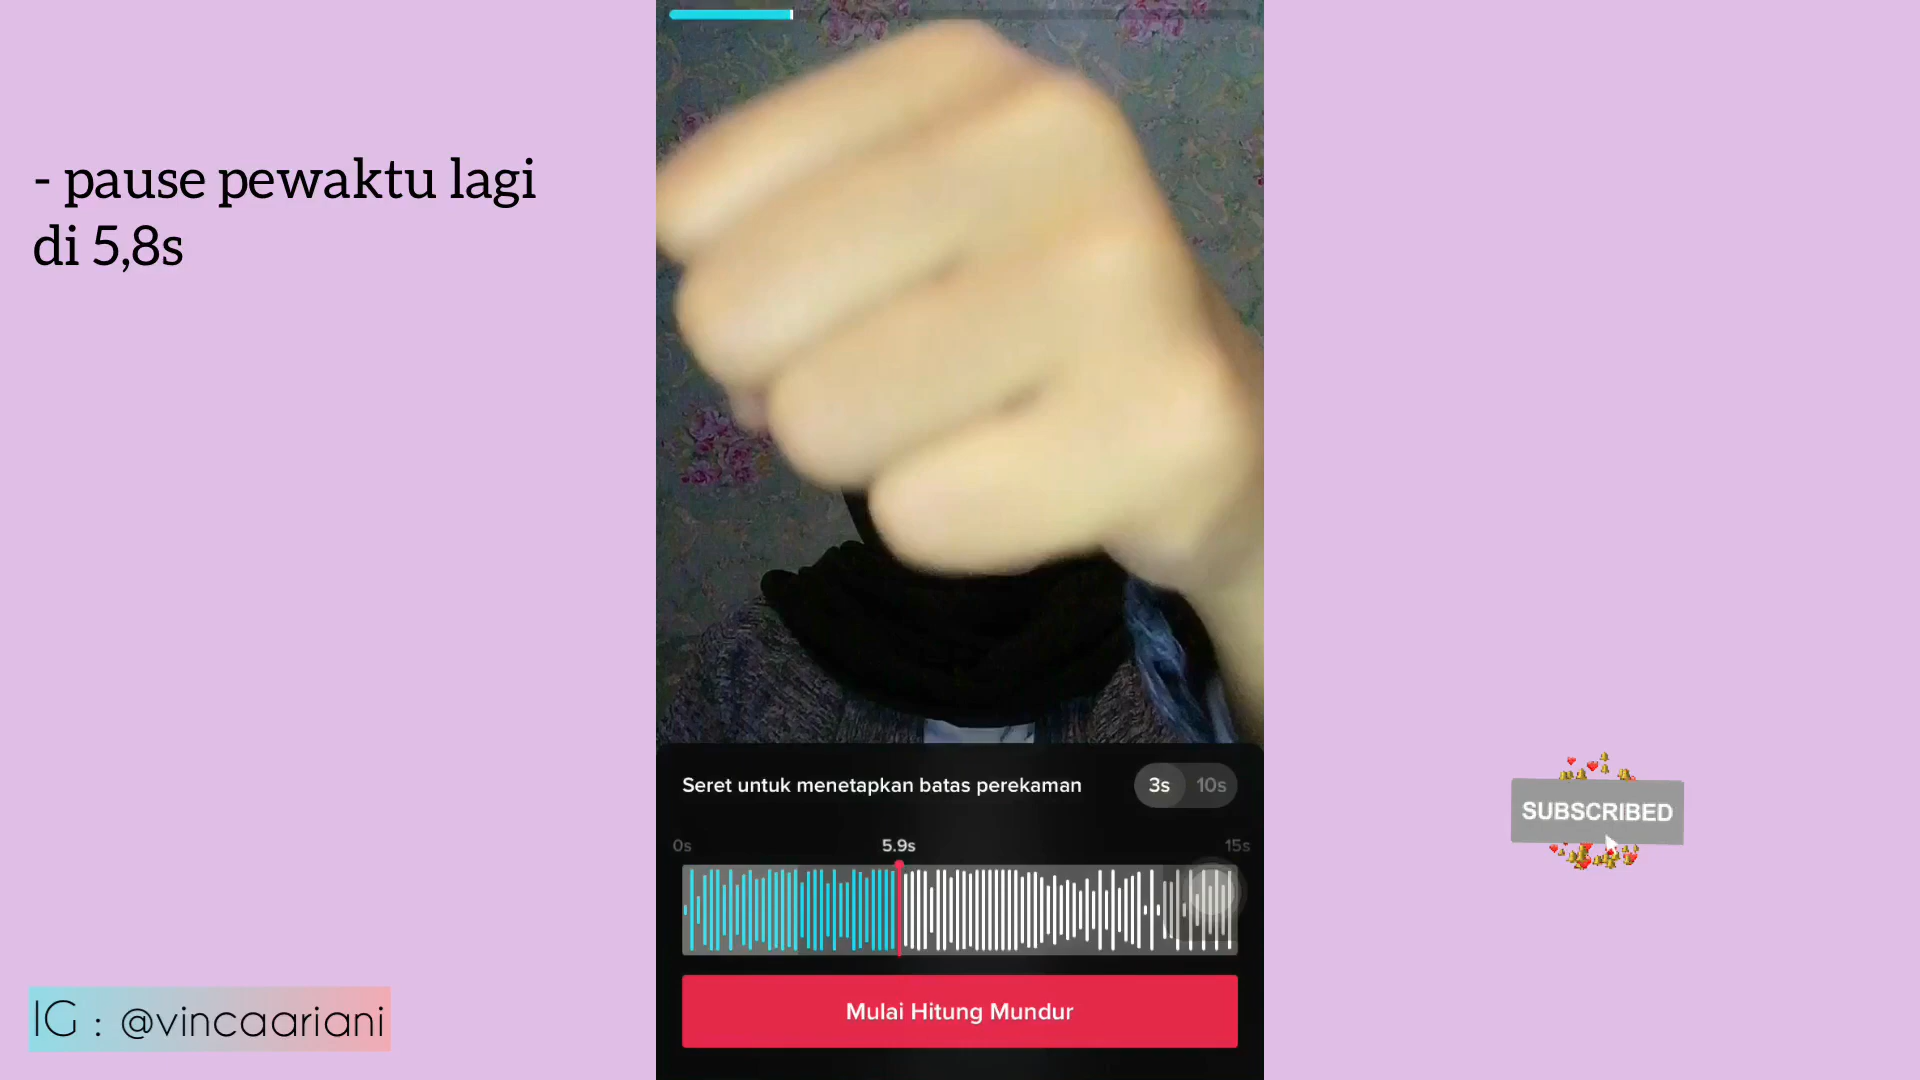 - pause pewaktu lagi
di 5,8s
Seret untuk menetapkan batas perekaman
3s 10s
0s 5.9s 15s
Mulai Hitung Mundur
SUBSCRIBED
IG : @vincaariani